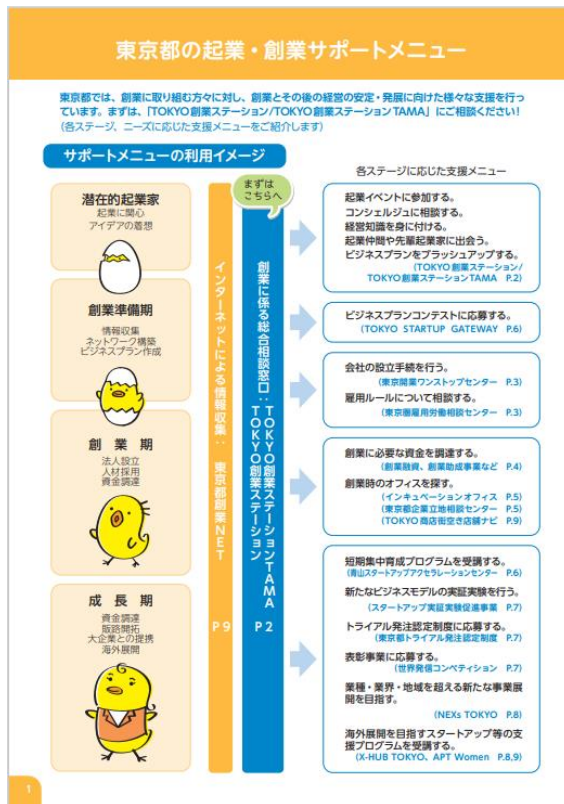 東京都の起業・創業サポートメニュー
東京都では、創業に取り組む方々に対し、創業とその後の経営の安定・発展に向けた様々な支援を行っ
ています。まずは、「TOKYO創業ステーション/TOKYO創業ステーション TAMA」にご相談ください!
(各ステージ、ニーズに応じた支援メニューをご紹介します)
サポートメニューの利用イメージ
潜在的起業家
起業に関心
アイデアの着想
創業準備期
情報収集
ネットワーク構築
ビジネスプラン作成
創業期
法人設立
人材採用
資金調達
成長期
資金調達
販路開拓
大企業との提携
海外展開
インターネットによる情報収集:東京都創業NET P9
まずは
こちらへ
創業に係る総合相談窓口:TOKYO創業ステーション
TOKYO創業ステーションTAMA P2
各ステージに応じた支援メニュー
起業イベントに参加する。
コンシェルジュに相談する。
経営知識を身に付ける。
起業仲間や先輩起業家に出会う。
ビジネスプランをブラッシュアップする。
(TOKYO創業ステーション/
TOKYO創業ステーションTAMA P.2)
ビジネスプランコンテストに応募する。
(TOKYO STARTUP GATEWAY P.6)
会社の設立手続を行う。
(東京開業ワンストップセンター P.3)
雇用ルールについて相談する。
(東京圏雇用労働相談センター P.3)
創業に必要な資金を調達する。
(創業融資、創業助成事業など P.4)
創業時のオフィスを探す。
(インキュベーションオフィス P.5)
(東京都企業立地相談センター P.5)
(TOKYO商店街空き店舗ナビ P.9)
短期集中育成プログラムを受講する。
(青山スタートアップアクセラレーションセンター P.6)
新たなビジネスモデルの実証実験を行う。
(スタートアップ実証実験促進事業 P.7)
トライアル発注認定制度に応募する。
(東京都トライアル発注認定制度 P.7)
表彰事業に応募する。
(世界発信コンペティション P.7)
業種・業界・地域を超える新たな事業展
開を目指す。
(NEXs TOKYO P.8)
海外展開を目指すスタートアップ等の支
援プログラムを受講する。
(X-HUB TOKYO、APT Women P.8,9)
1